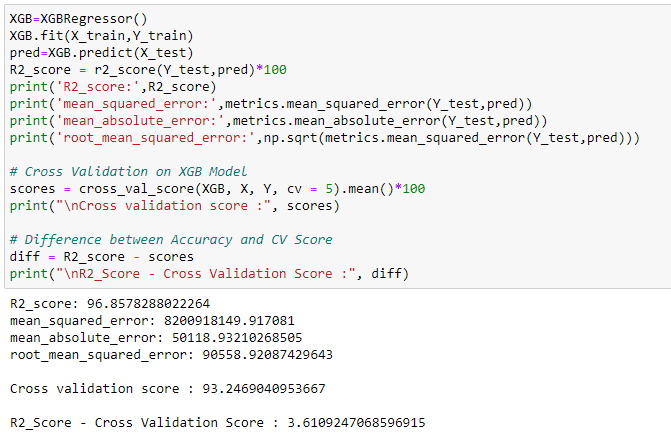 XGB=XGBRegressor()
XGB.fit(X_train,Y_train)
pred=XGB.predict(X_test)
R2_score = r2_score(Y_test,pred)*100
print('R2_score:',R2_score)
print('mean_squared_error:',metrics.mean_squared_error(Y_test,pred))
print('mean_absolute_error:',metrics.mean_absolute_error(Y_test,pred))
print('root_mean_squared_error:',np.sqrt(metrics.mean_squared_error(Y_test,pred)))
# Cross Validation on XGB Model
scores = cross_val_score(XGB, X, Y, cv = 5).mean()*100
print("\nCross validation score :", scores)
# Difference between Accuracy and CV Score
diff = R2_score - scores
print("\nR2_Score - Cross Validation Score :", diff)
R2_score: 96.8578288022264
mean_squared_error: 8200918149.917081
mean_absolute_error: 50118.93210268505
root_mean_squared_error: 90558.92087429643
Cross validation score : 93.2469040953667
R2_Score - Cross Validation Score : 3.6109247068596915